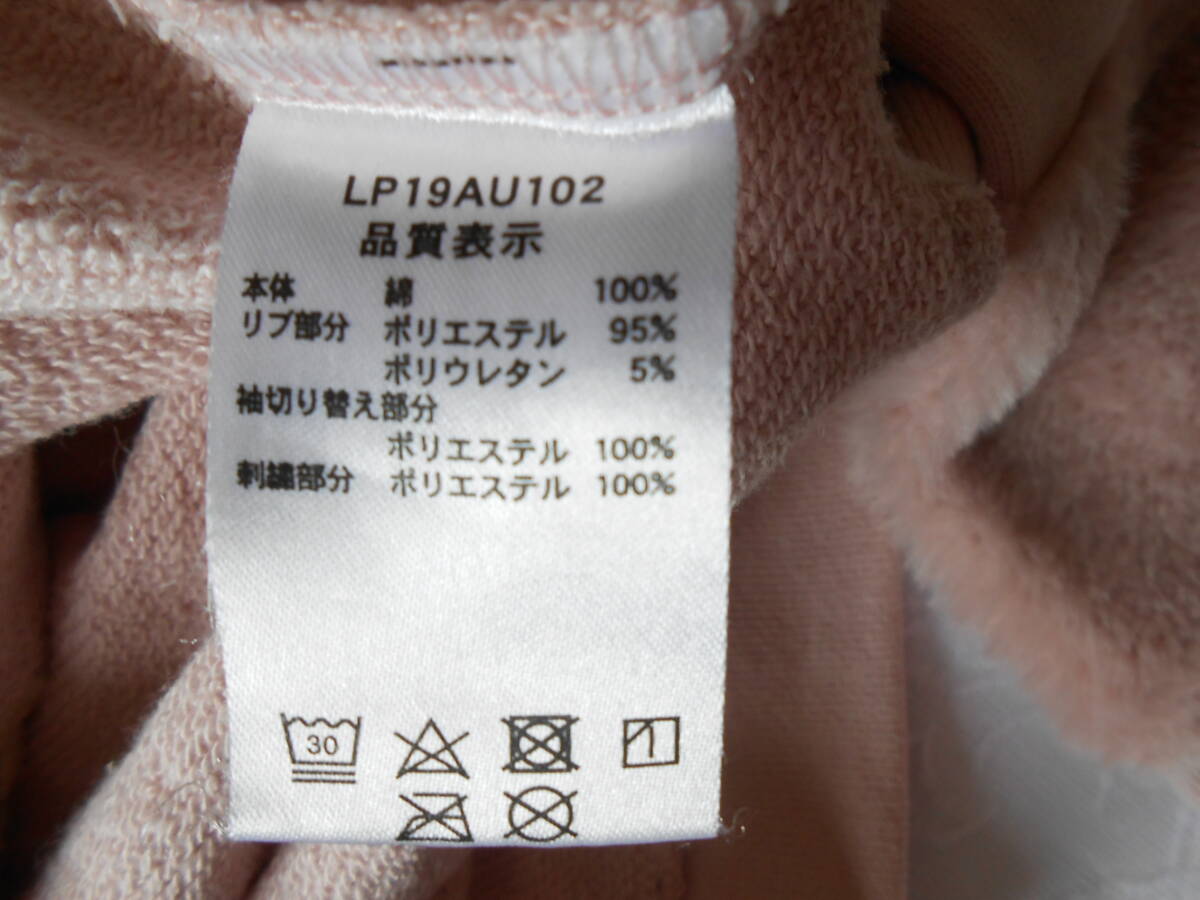 LP19AU102
品質表示
本体 綿 100%
リブ部分 ポリエステル 95%
ポリウレタン 5%
袖切り替え部分
ポリエステル 100%
刺繍部分 ポリエステル 100%
30